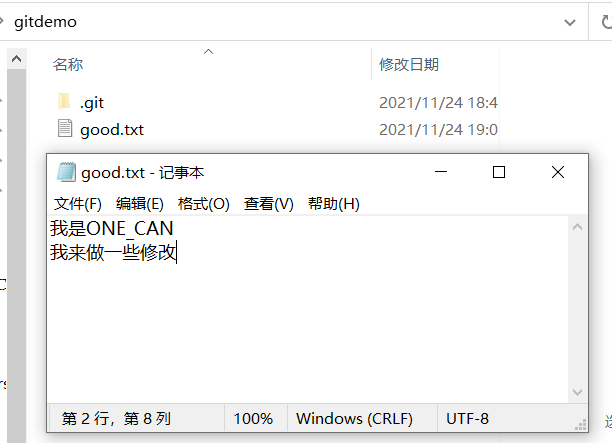 gitdemo
名称 修改日期
.git 2021/11/24 18:4
good.txt 2021/11/24 19:0
good.txt - 记事本
文件(F) 编辑(E) 格式(O) 查看(V) 帮助(H)
我是ONE_CAN
我来做一些修改
第 2 行，第 8 列 100% Windows (CRLF) UTF-8